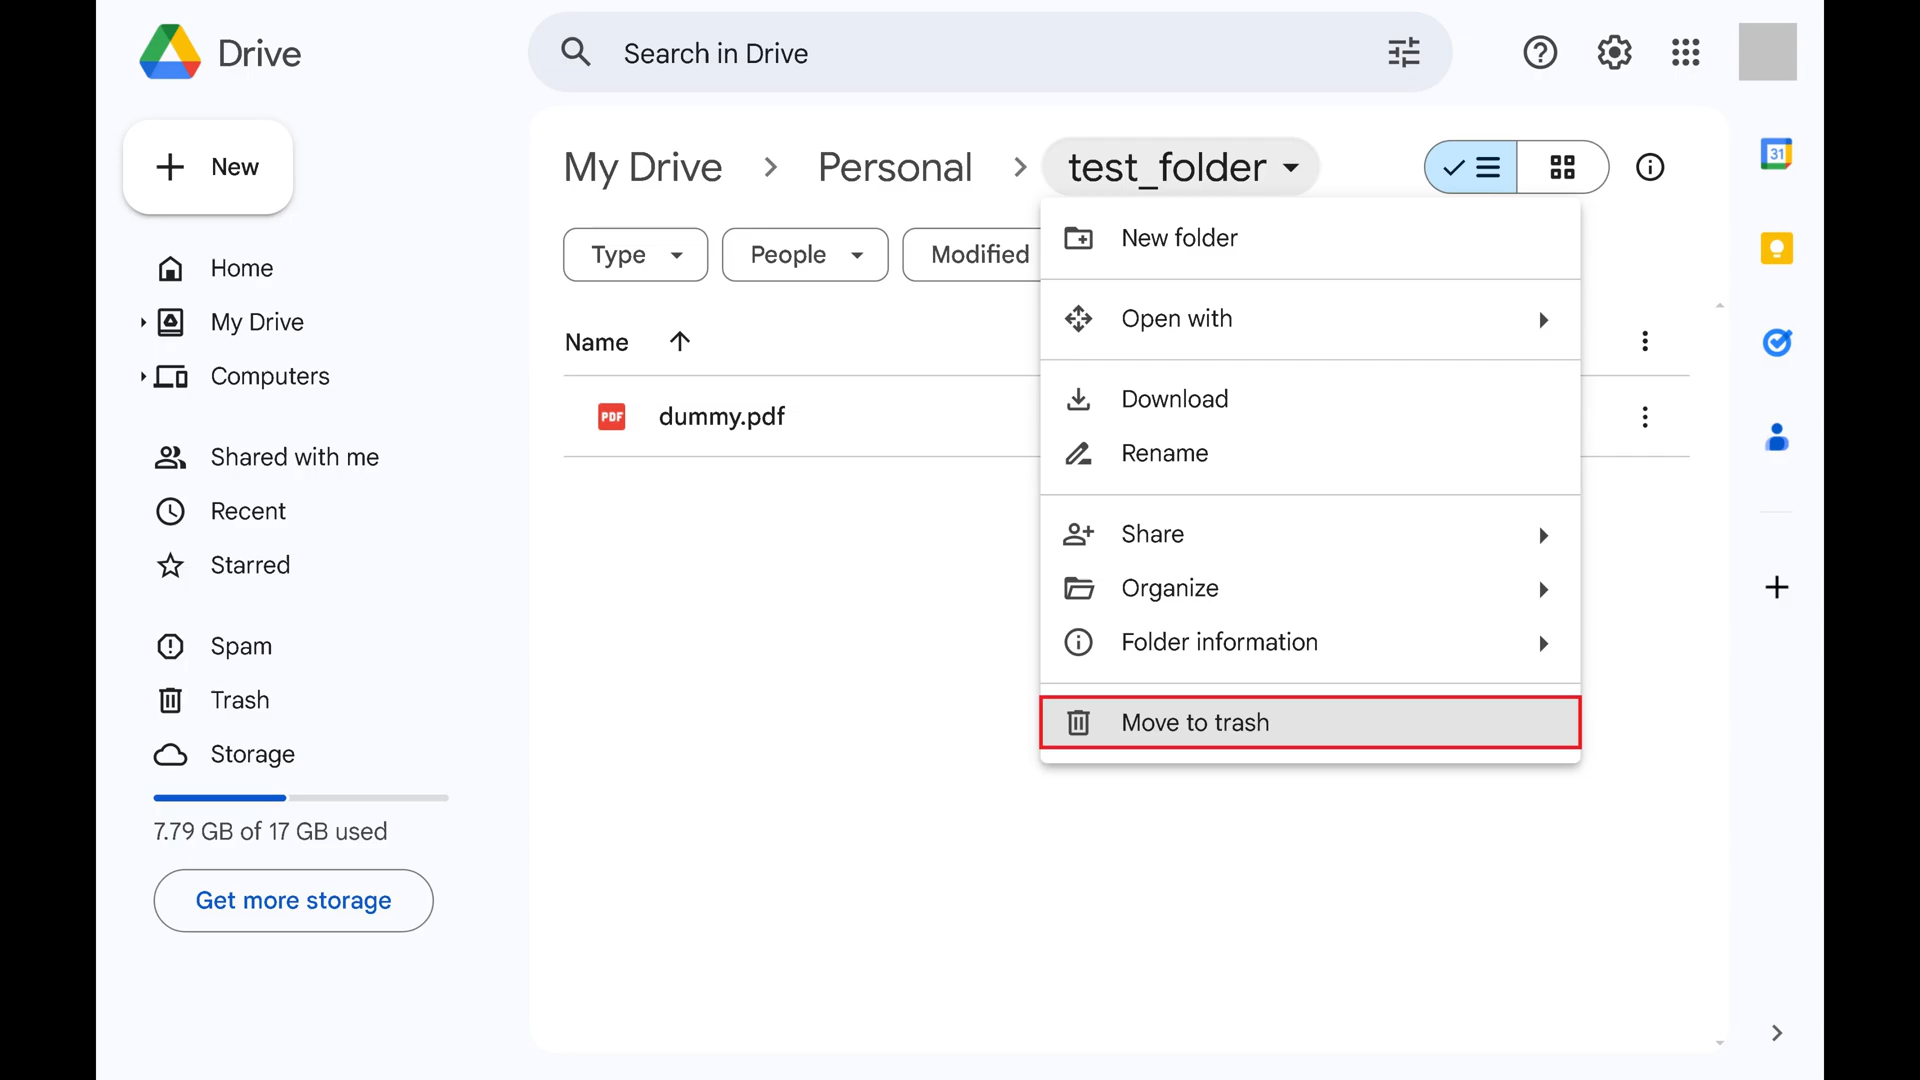 Drive
Search in Drive
New
My Drive
Personal
test_folder
31
Type
People
Modified
New folder
Home
My Drive
Computers
Open with
Name
Download
PDF
dummy.pdf
Rename
Shared with me
Recent
Starred
Share
Organize
Folder information
Spam
Trash
Storage
Move to trash
7.79 GB of 17 GB used
Get more storage